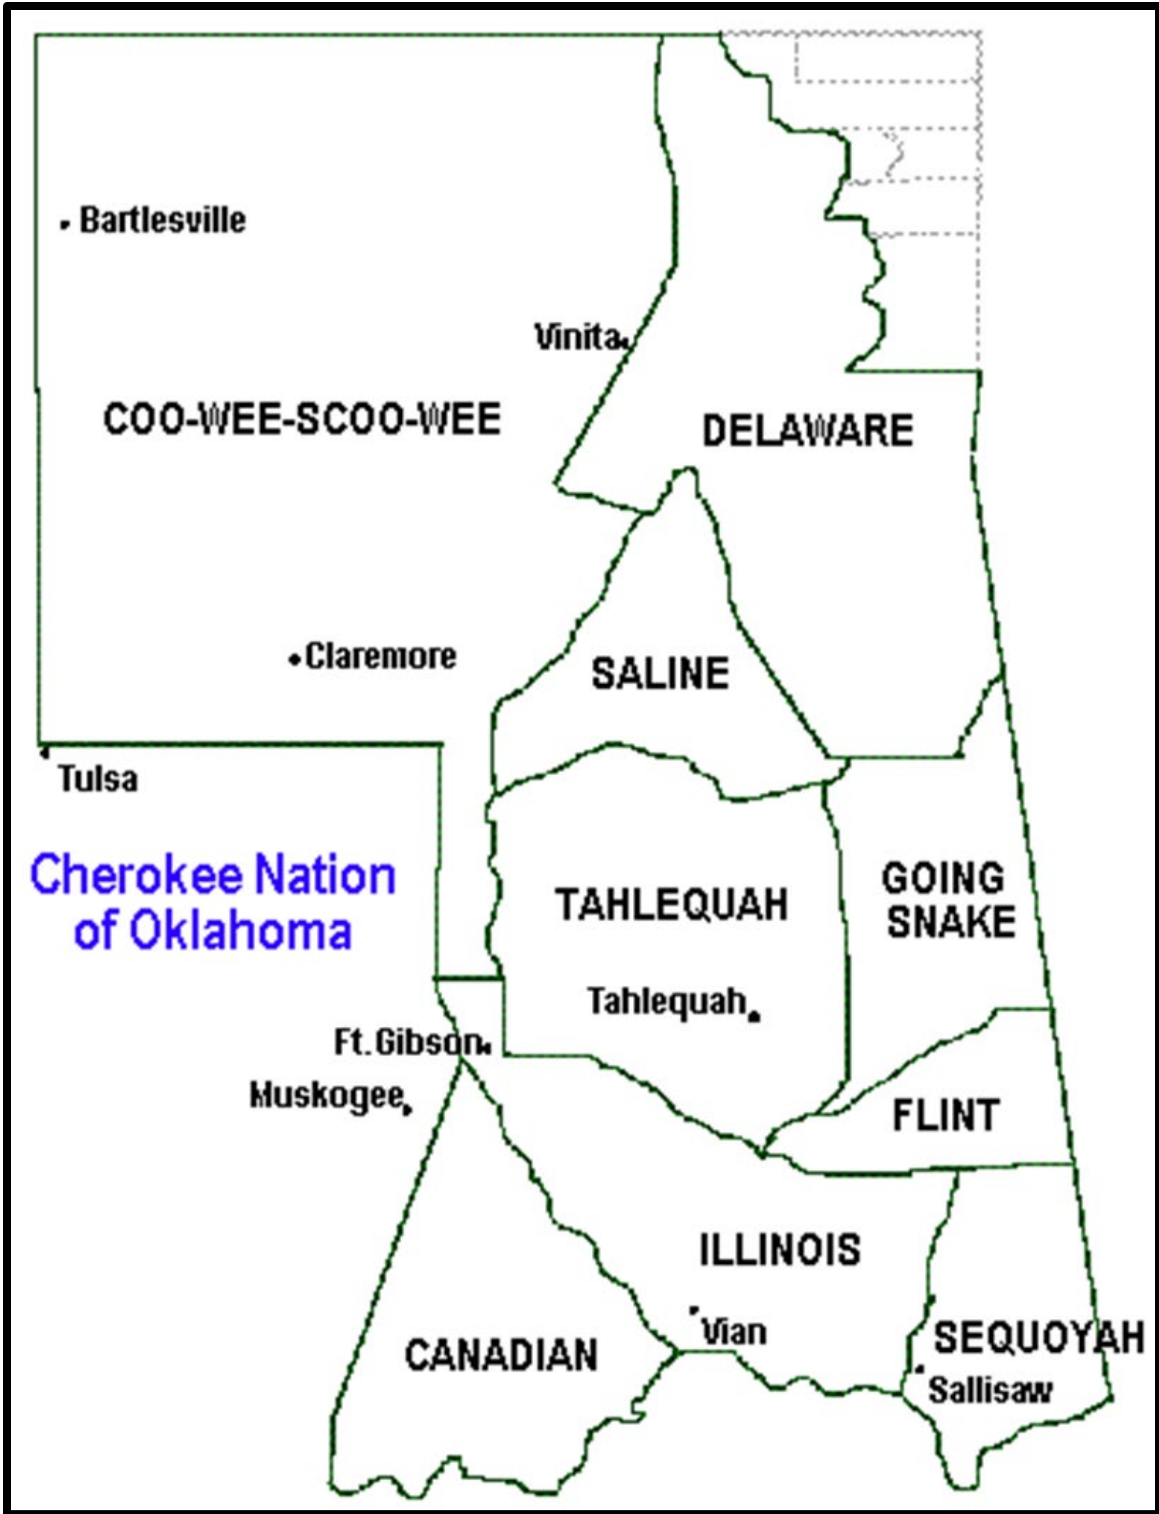 Bartlesville
Vinita
COO-WEE-SCOO-WEE
DELAWARE
Claremore
SALINE
Tulsa
Cherokee Nation
of Oklahoma
GOING
SNAKE
TAHLEQUAH
Tahlequah
Ft.Gibson
Muskogee
FLINT
ILLINOIS
Vian
SEQUOYAH
CANADIAN
Sallisaw